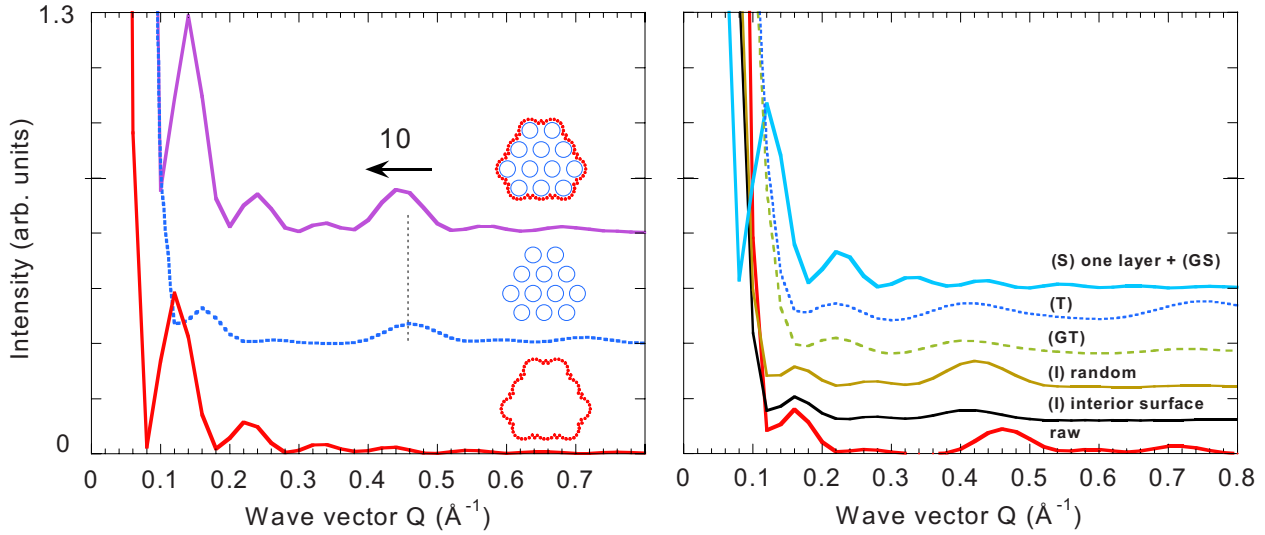 1.3
0
Intensity (arb. units)
10
0 0.1 0.2 0.3 0.4 0.5 0.6 0.7
Wave vector Q (Å-1)
(S) one layer + (GS)
(T)
(GT)
(I) random
(I) interior surface
raw
0 0.1 0.2 0.3 0.4 0.5 0.6 0.7 0.8
Wave vector Q (Å-1)